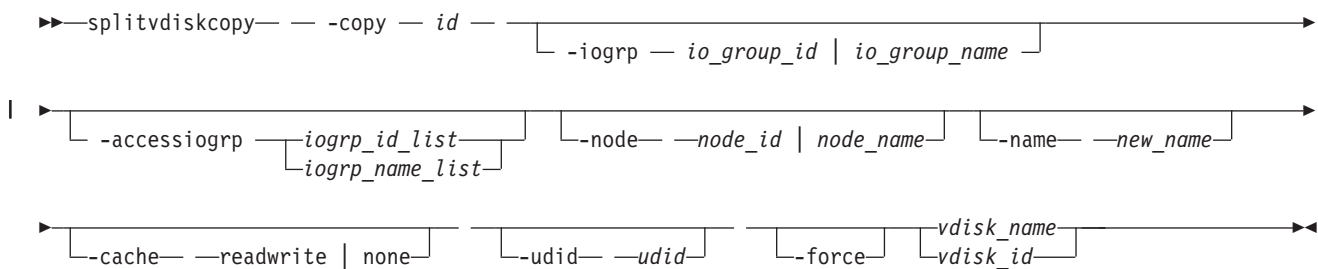 splitvdiskcopy -copy id
-iogrp io_group_id | io_group_name
-accessiogrp iogrp_id_list -node node_id | node_name -name new_name
iogrp_name_list
-cache readwrite | none -udid udid -force vdisk_name
vdisk_id